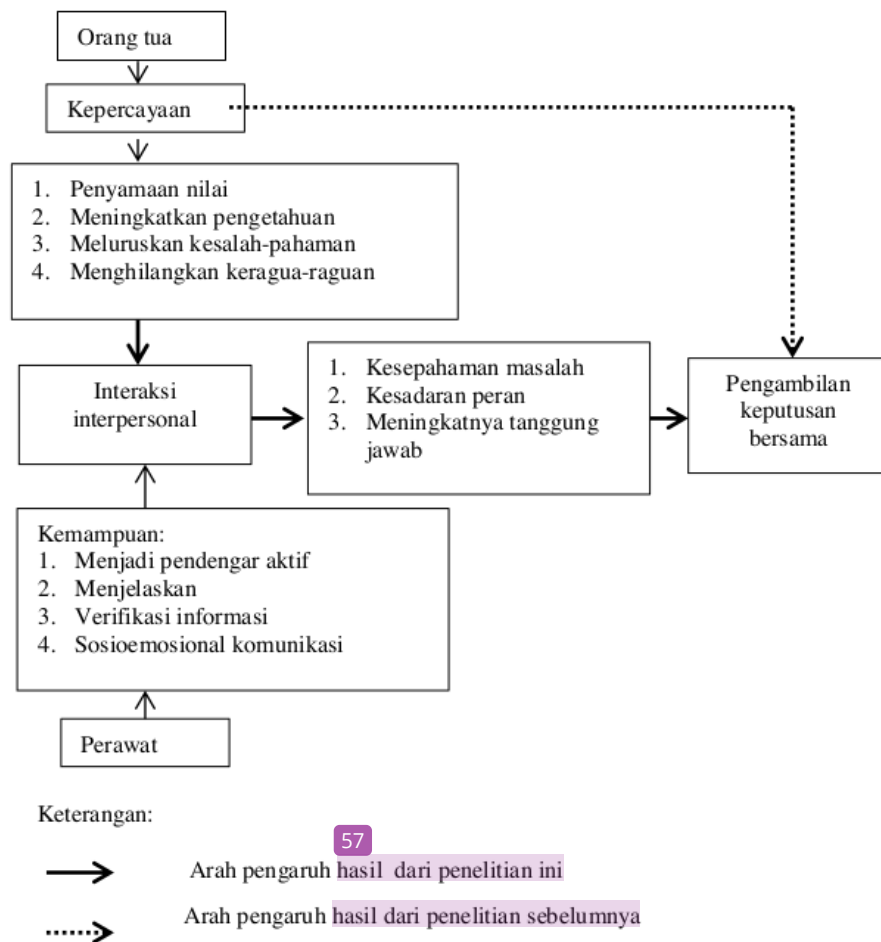 Orang tua
Kepercayaan
1. Penyamaan nilai
2. Meningkatkan pengetahuan
3. Meluruskan kesalah-pahaman
4. Menghilangkan keragua-raguan
Interaksi
interpersonal
1. Kesepahaman masalah
2. Kesadaran peran
3. Meningkatnya tanggung
jawab
Pengambilan
keputusan
bersama
Kemampuan:
1. Menjadi pendengar aktif
2. Menjelaskan
3. Verifikasi informasi
4. Sosioemosional komunikasi
Perawat
Keterangan:
57
Arah pengaruh hasil dari penelitian ini
Arah pengaruh hasil dari penelitian sebelumnya